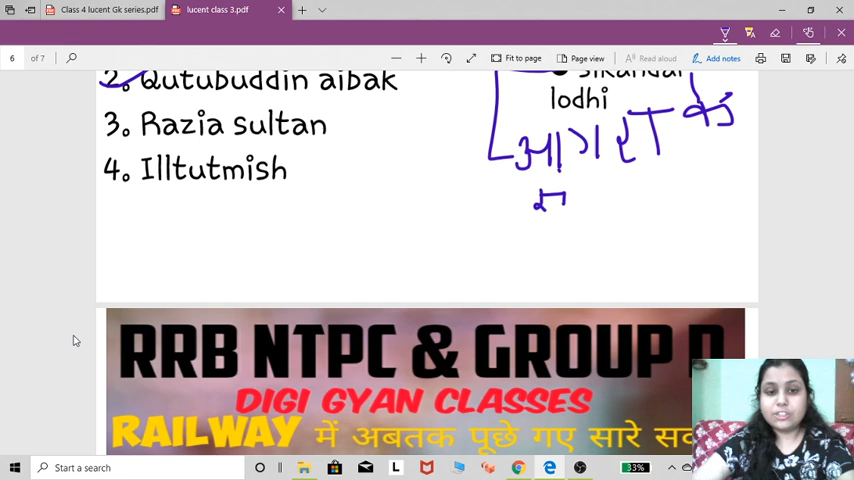 Class 4 lucent Gk series.pdf
lucent class 3.pdf
6 of 7
Fit to page
Page view
Read aloud
Add notes
2. Qutubuddin aibak
3. Razia sultan
4. Illtutmish
sikandar
lodhi
आगरा
RRB NTPC & GROUP D
DIGI GYAN CLASSES
RAILWAY में अबतक पूछे गए सारे
Start a search
33%